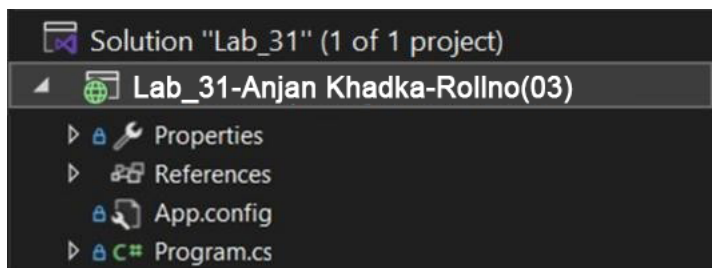 Solution "Lab_31" (1 of 1 project)
Lab_31-Anjan Khadka-Rollno(03)
Properties
References
App.config
C# Program.cs